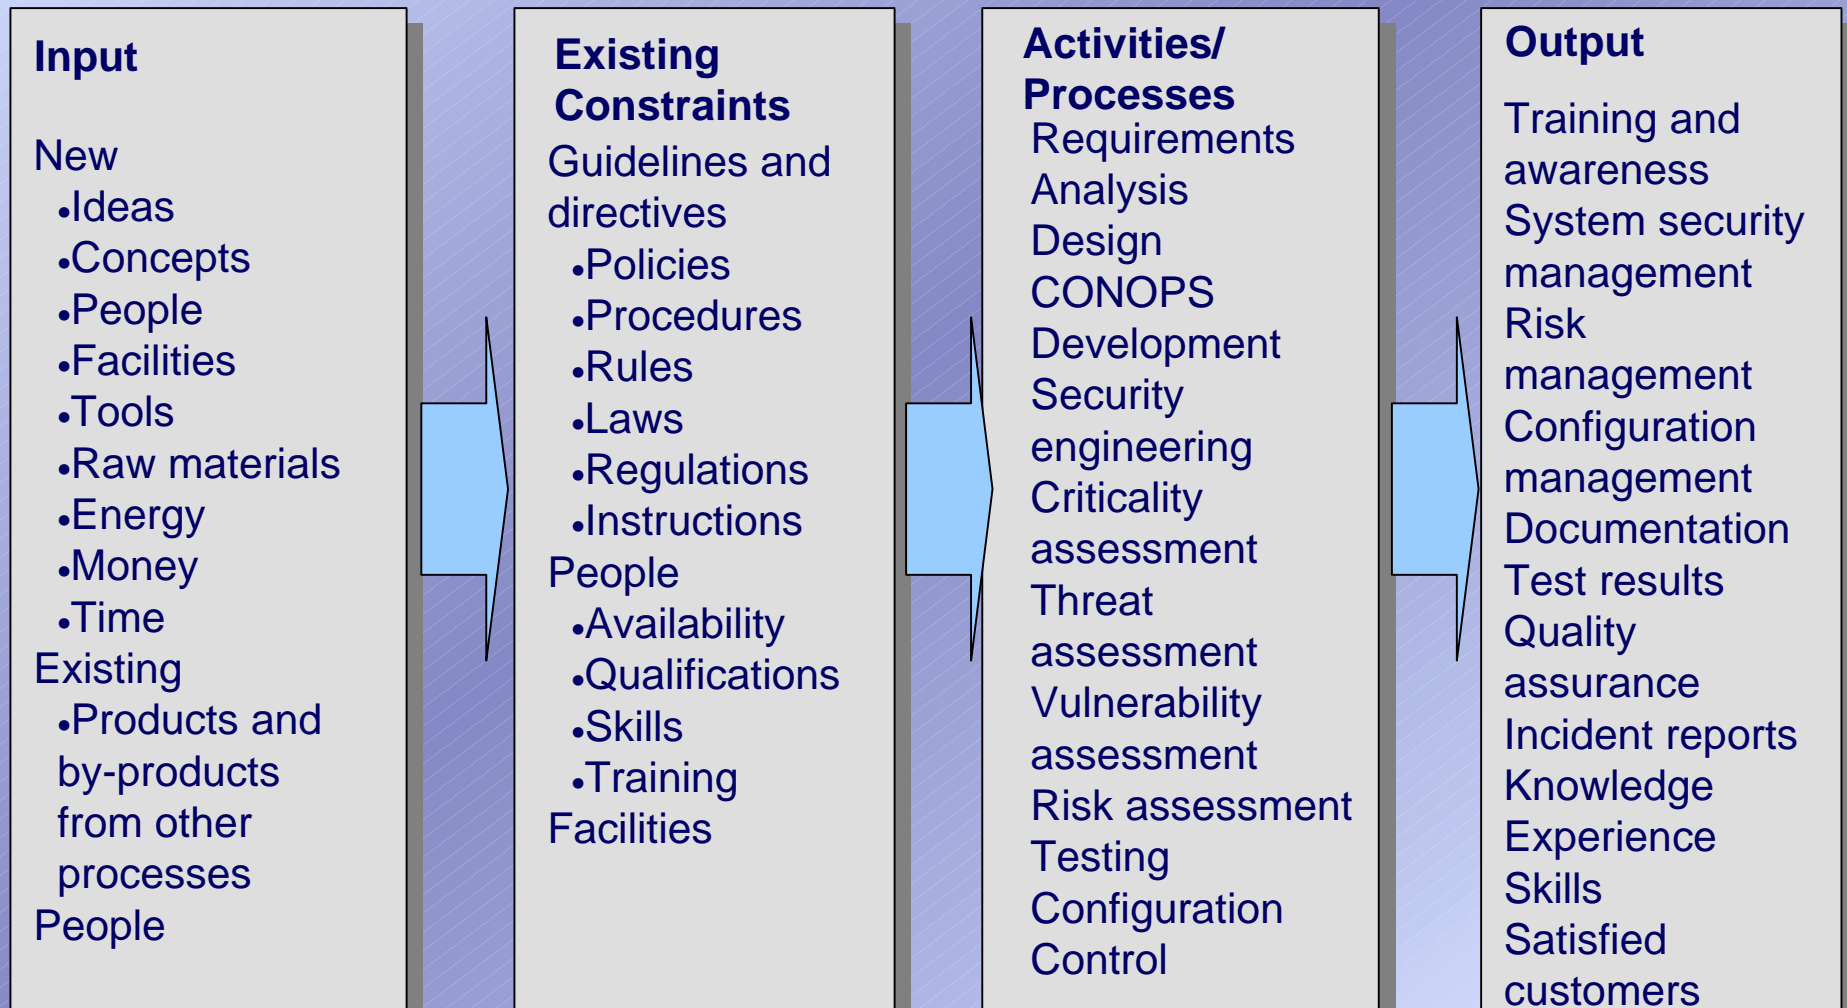 Input
New
•Ideas
•Concepts
•People
•Facilities
•Tools
•Raw materials
•Energy
•Money
•Time
Existing
•Products and
by-products
from other
processes
People
Existing
Constraints
Guidelines and
directives
•Policies
•Procedures
•Rules
•Laws
•Regulations
•Instructions
People
•Availability
•Qualifications
•Skills
•Training
Facilities
Activities/
Processes
Requirements
Analysis
Design
CONOPS
Development
Security
engineering
Criticality
assessment
Threat
assessment
Vulnerability
assessment
Risk assessment
Testing
Configuration
Control
Output
Training and
awareness
System security
management
Risk
management
Configuration
management
Documentation
Test results
Quality
assurance
Incident reports
Knowledge
Experience
Skills
Satisfied
customers